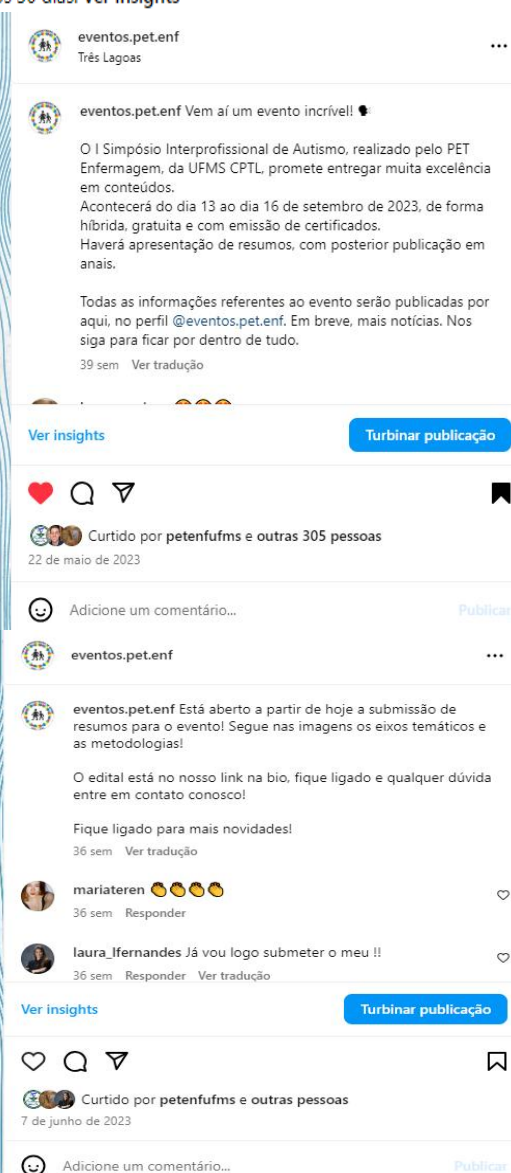 Ver insights
eventos.pet.enf
Três Lagoas
eventos.pet.enf Vem aí um evento incrível!
O I Simpósio Interprofissional de Autismo, realizado pelo PET
Enfermagem, da UFMS CPTL, promete entregar muita excelência
em conteúdos.
Acontecerá do dia 13 ao dia 16 de setembro de 2023, de forma
híbrida, gratuita e com emissão de certificados.
Haverá apresentação de resumos, com posterior publicação em
anais.
Todas as informações referentes ao evento serão publicadas por
aqui, no perfil @eventos.pet.enf. Em breve, mais notícias. Nos
siga para ficar por dentro de tudo.
39 sem Ver tradução
Ver insights
Turbinar publicação
Curtido por petenfufms e outras 305 pessoas
22 de maio de 2023
Adicione um comentário...
Publicar
eventos.pet.enf
eventos.pet.enf Está aberto a partir de hoje a submissão de
resumos para o evento! Segue nas imagens os eixos temáticos e
as metodologias!
O edital está no nosso link na bio, fique ligado e qualquer dúvida
entre em contato conosco!
Fique ligado para mais novidades!
36 sem Ver tradução
mariateren 👏👏👏👏
36 sem Responder
laura_lfernandes Já vou logo submeter o meu !!
36 sem Responder Ver tradução
Ver insights
Turbinar publicação
Curtido por petenfufms e outras pessoas
7 de junho de 2023
Adicione um comentário...
Publicar